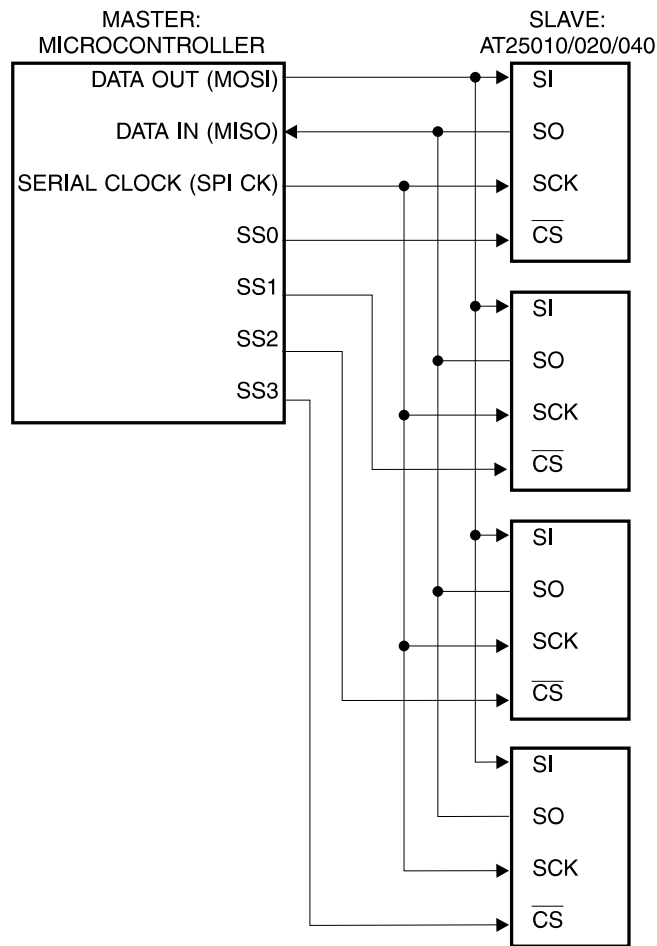 MASTER:
MICROCONTROLLER
DATA OUT (MOSI)
DATA IN (MISO)
SERIAL CLOCK (SPI CK)
SS0
SS1
SS2
SS3
SLAVE:
AT25010/020/040
SI
SO
SCK
CS
SI
SO
SCK
CS
SI
SO
SCK
CS
SI
SO
SCK
CS